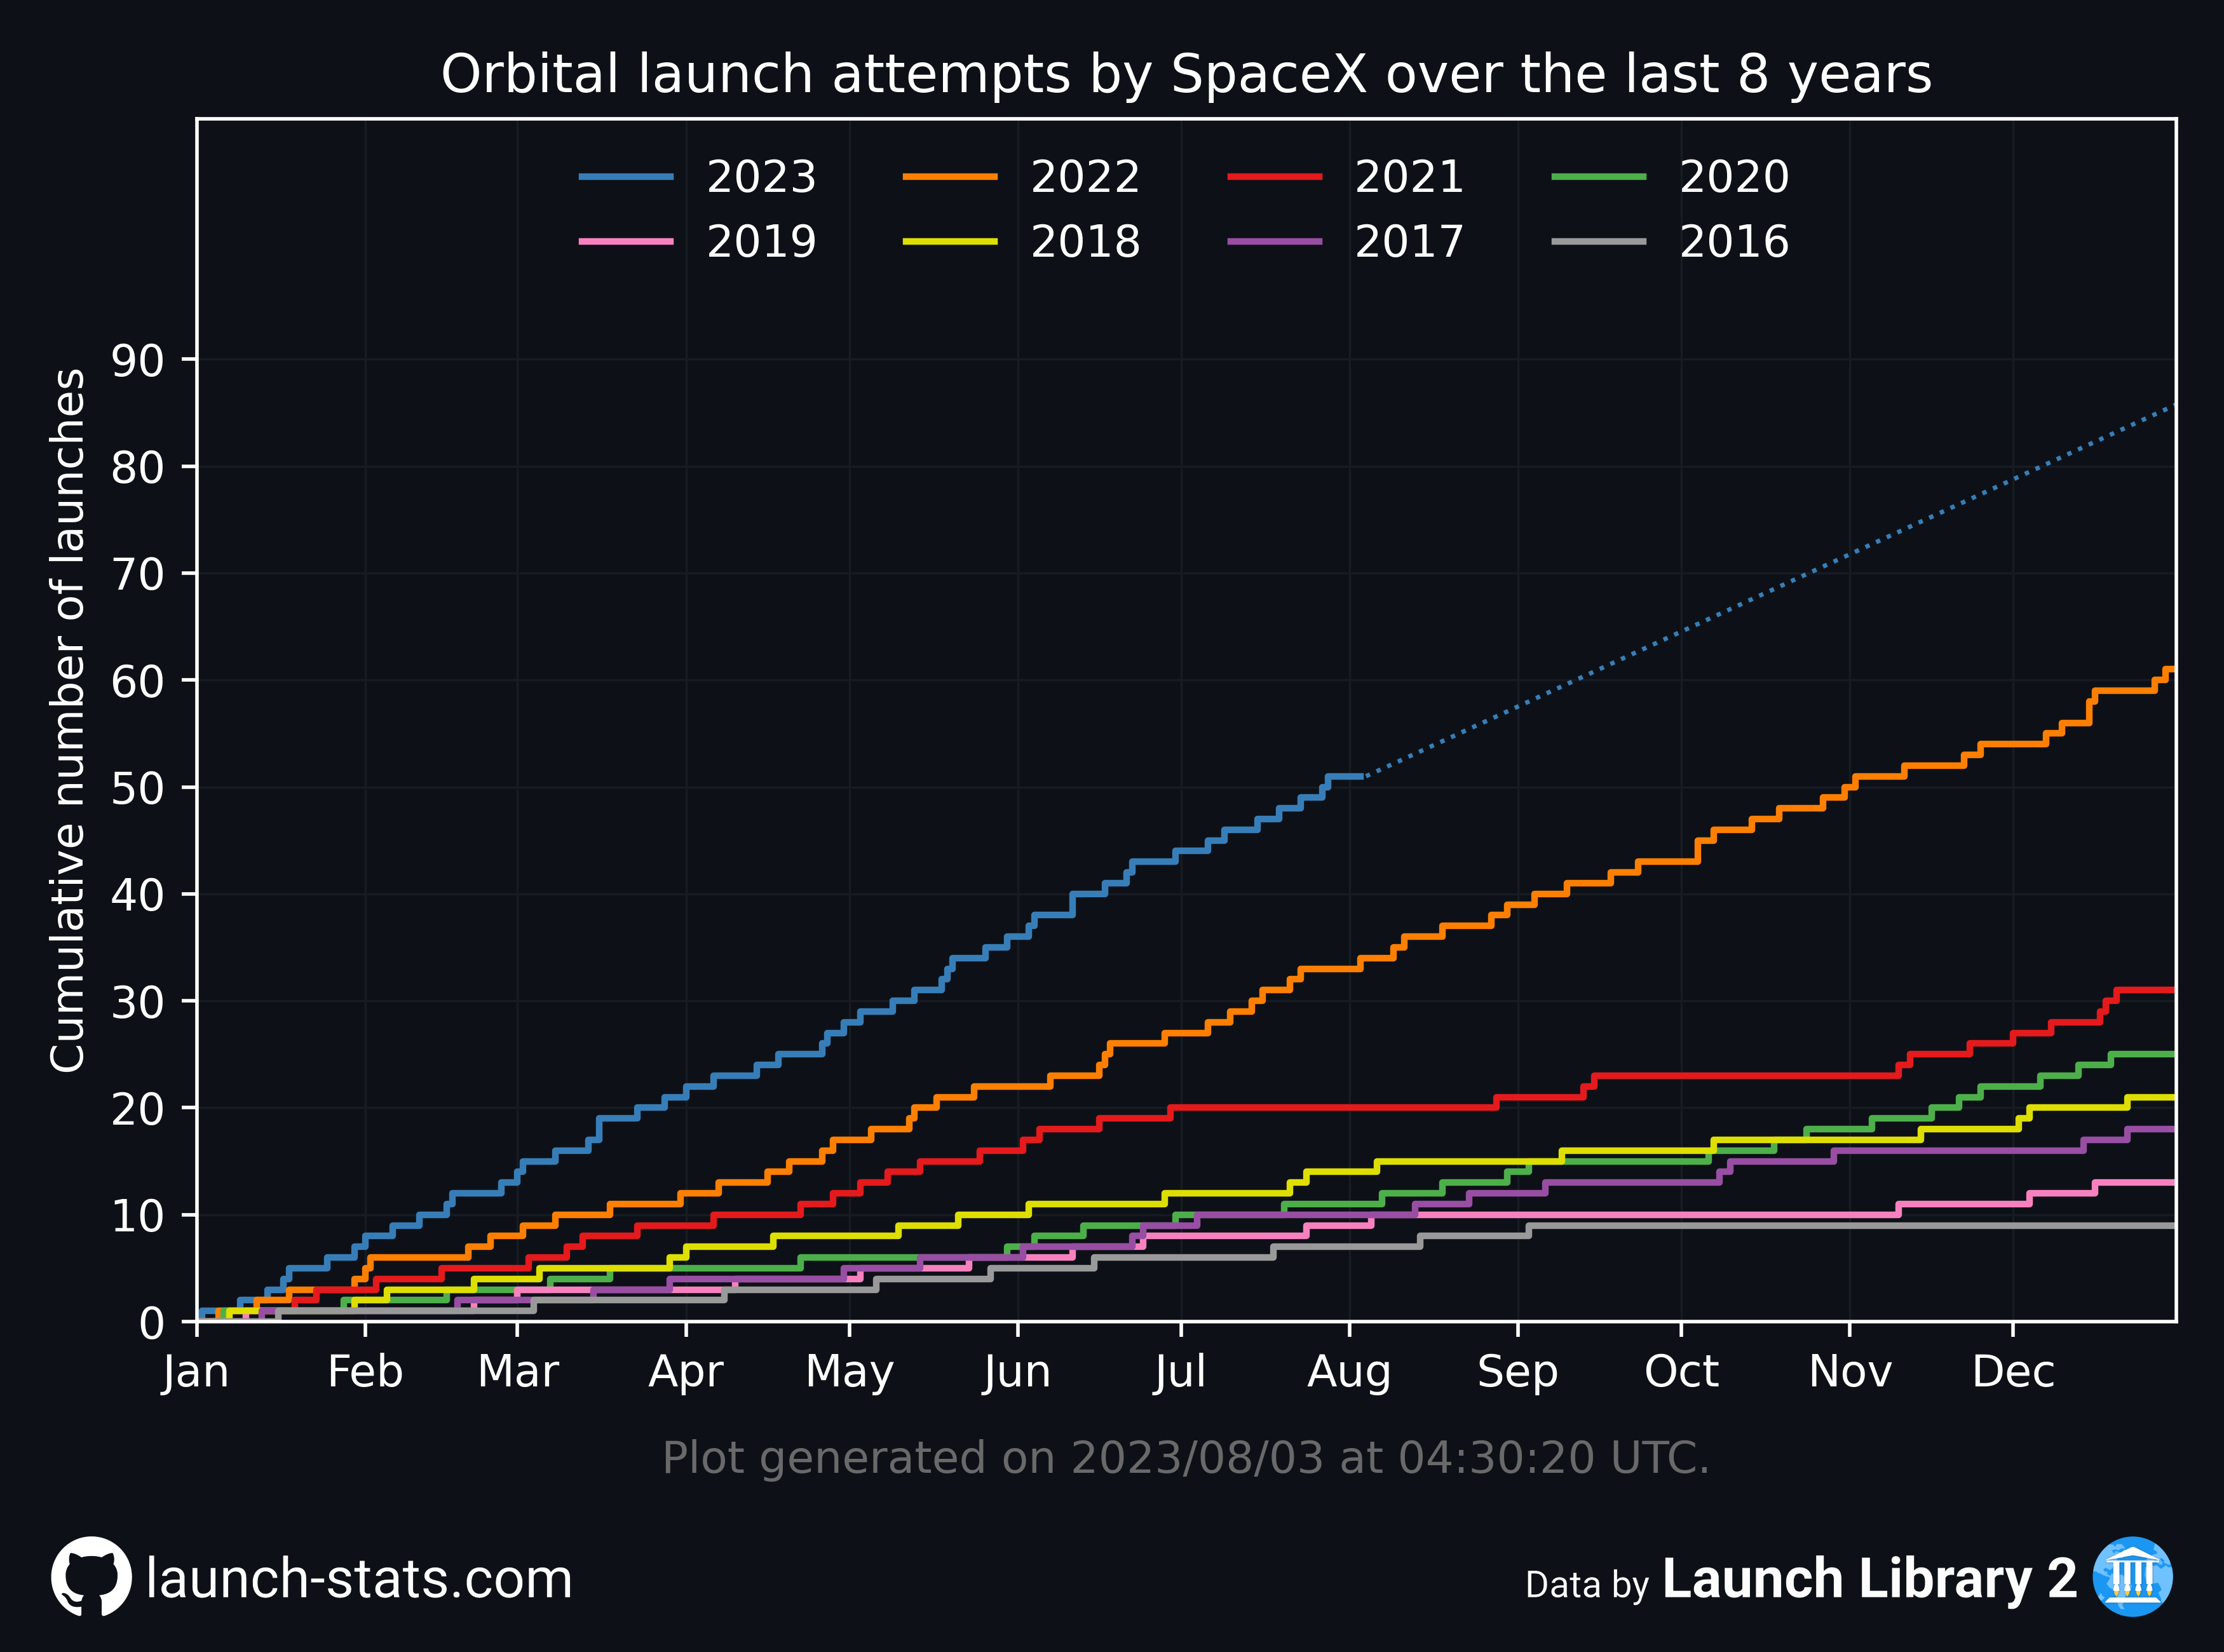 Orbital launch attempts by SpaceX over the last 8 years
2023 2022 2021 2020
2019 2018 2017 2016
Cumulative number of launches
90
80
70
60
50
40
30
20
10
0
Jan Feb Mar Apr May Jun Jul Aug Sep Oct Nov Dec
Plot generated on 2023/08/03 at 04:30:20 UTC.
launch-stats.com
Data by Launch Library 2